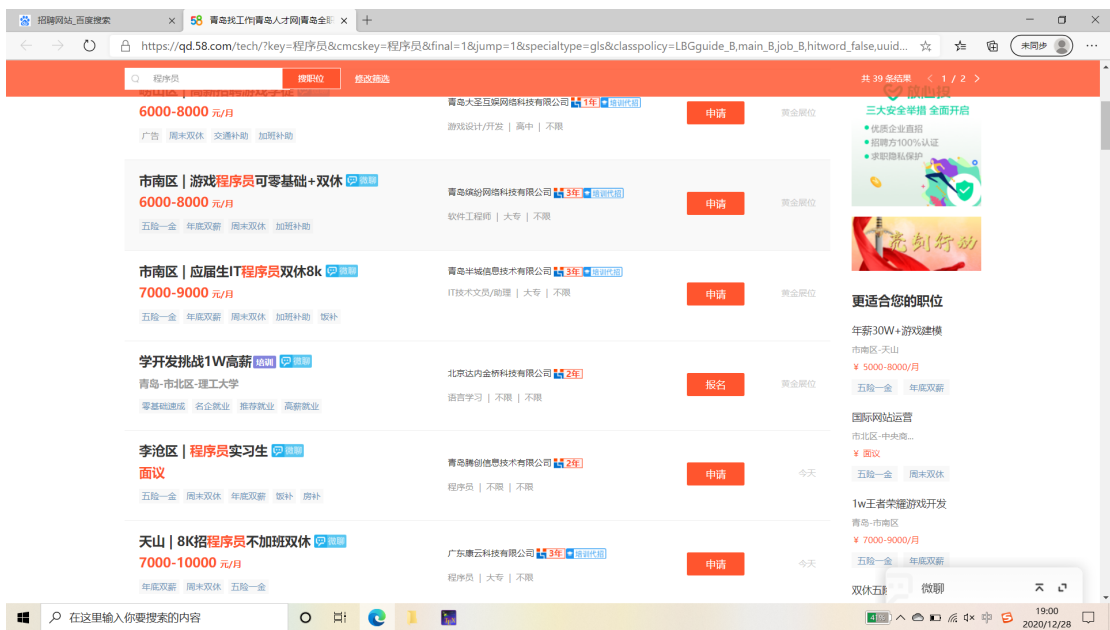 招聘网站_百度搜索
58 青岛找工作|青岛人才网|青岛全职
https://qd.58.com/tech/?key=程序员&cmcskey=程序员&final=1&jump=1&specialtype=gls&classpolicy=LBGguide_B,main_B,job_B,hitword_false,uuid...
未同步
程序员
搜职位
修改筛选
共 39 条结果
1 / 2
6000-8000 元/月
广告 周末双休 交通补助 加班补助
青岛大圣互娱网络科技有限公司 1年 培训代招
游戏设计/开发 | 高中 | 不限
申请
黄金展位
市南区 | 游戏程序员可零基础+双休 微聊
6000-8000 元/月
五险一金 年底双薪 周末双休 加班补助
青岛缤纷网络科技有限公司 3年 培训代招
软件工程师 | 大专 | 不限
申请
黄金展位
市南区 | 应届生IT程序员双休8k 微聊
7000-9000 元/月
五险一金 年底双薪 周末双休 加班补助 饭补
青岛半城信息技术有限公司 3年 培训代招
IT技术文员/助理 | 大专 | 不限
申请
黄金展位
学开发挑战1W高薪 培训 微聊
青岛-市北区-理工大学
零基础速成 名企就业 推荐就业 高薪就业
北京达内金桥科技有限公司 2年
语言学习 | 不限 | 不限
报名
黄金展位
李沧区 | 程序员实习生 微聊
面议
五险一金 周末双休 年底双薪 饭补 房补
青岛腾创信息技术有限公司 2年
程序员 | 不限 | 不限
申请
今天
天山 | 8K招程序员不加班双休 微聊
7000-10000 元/月
年底双薪 周末双休 五险一金
广东康云科技有限公司 3年 培训代招
程序员 | 大专 | 不限
申请
今天
放心投
三大安全举措 全面开启
优质企业直招
招聘方100%认证
求职隐私保护
亮剑行动
更适合您的职位
年薪30W+游戏建模
市南区-天山
¥ 5000-8000/月
五险一金 年底双薪
国际网站运营
市北区-中央商...
¥ 面议
五险一金 周末双休
1w王者荣耀游戏开发
青岛-市南区
¥ 7000-9000/月
五险一金 年底双薪
双休五
微聊
在这里输入你要搜索的内容
中
19:00
2020/12/28